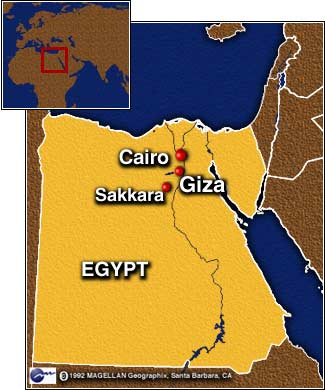 Cairo
Giza
Sakkara
EGYPT
1992 MAGELLAN Geographix, Santa Barbara, CA